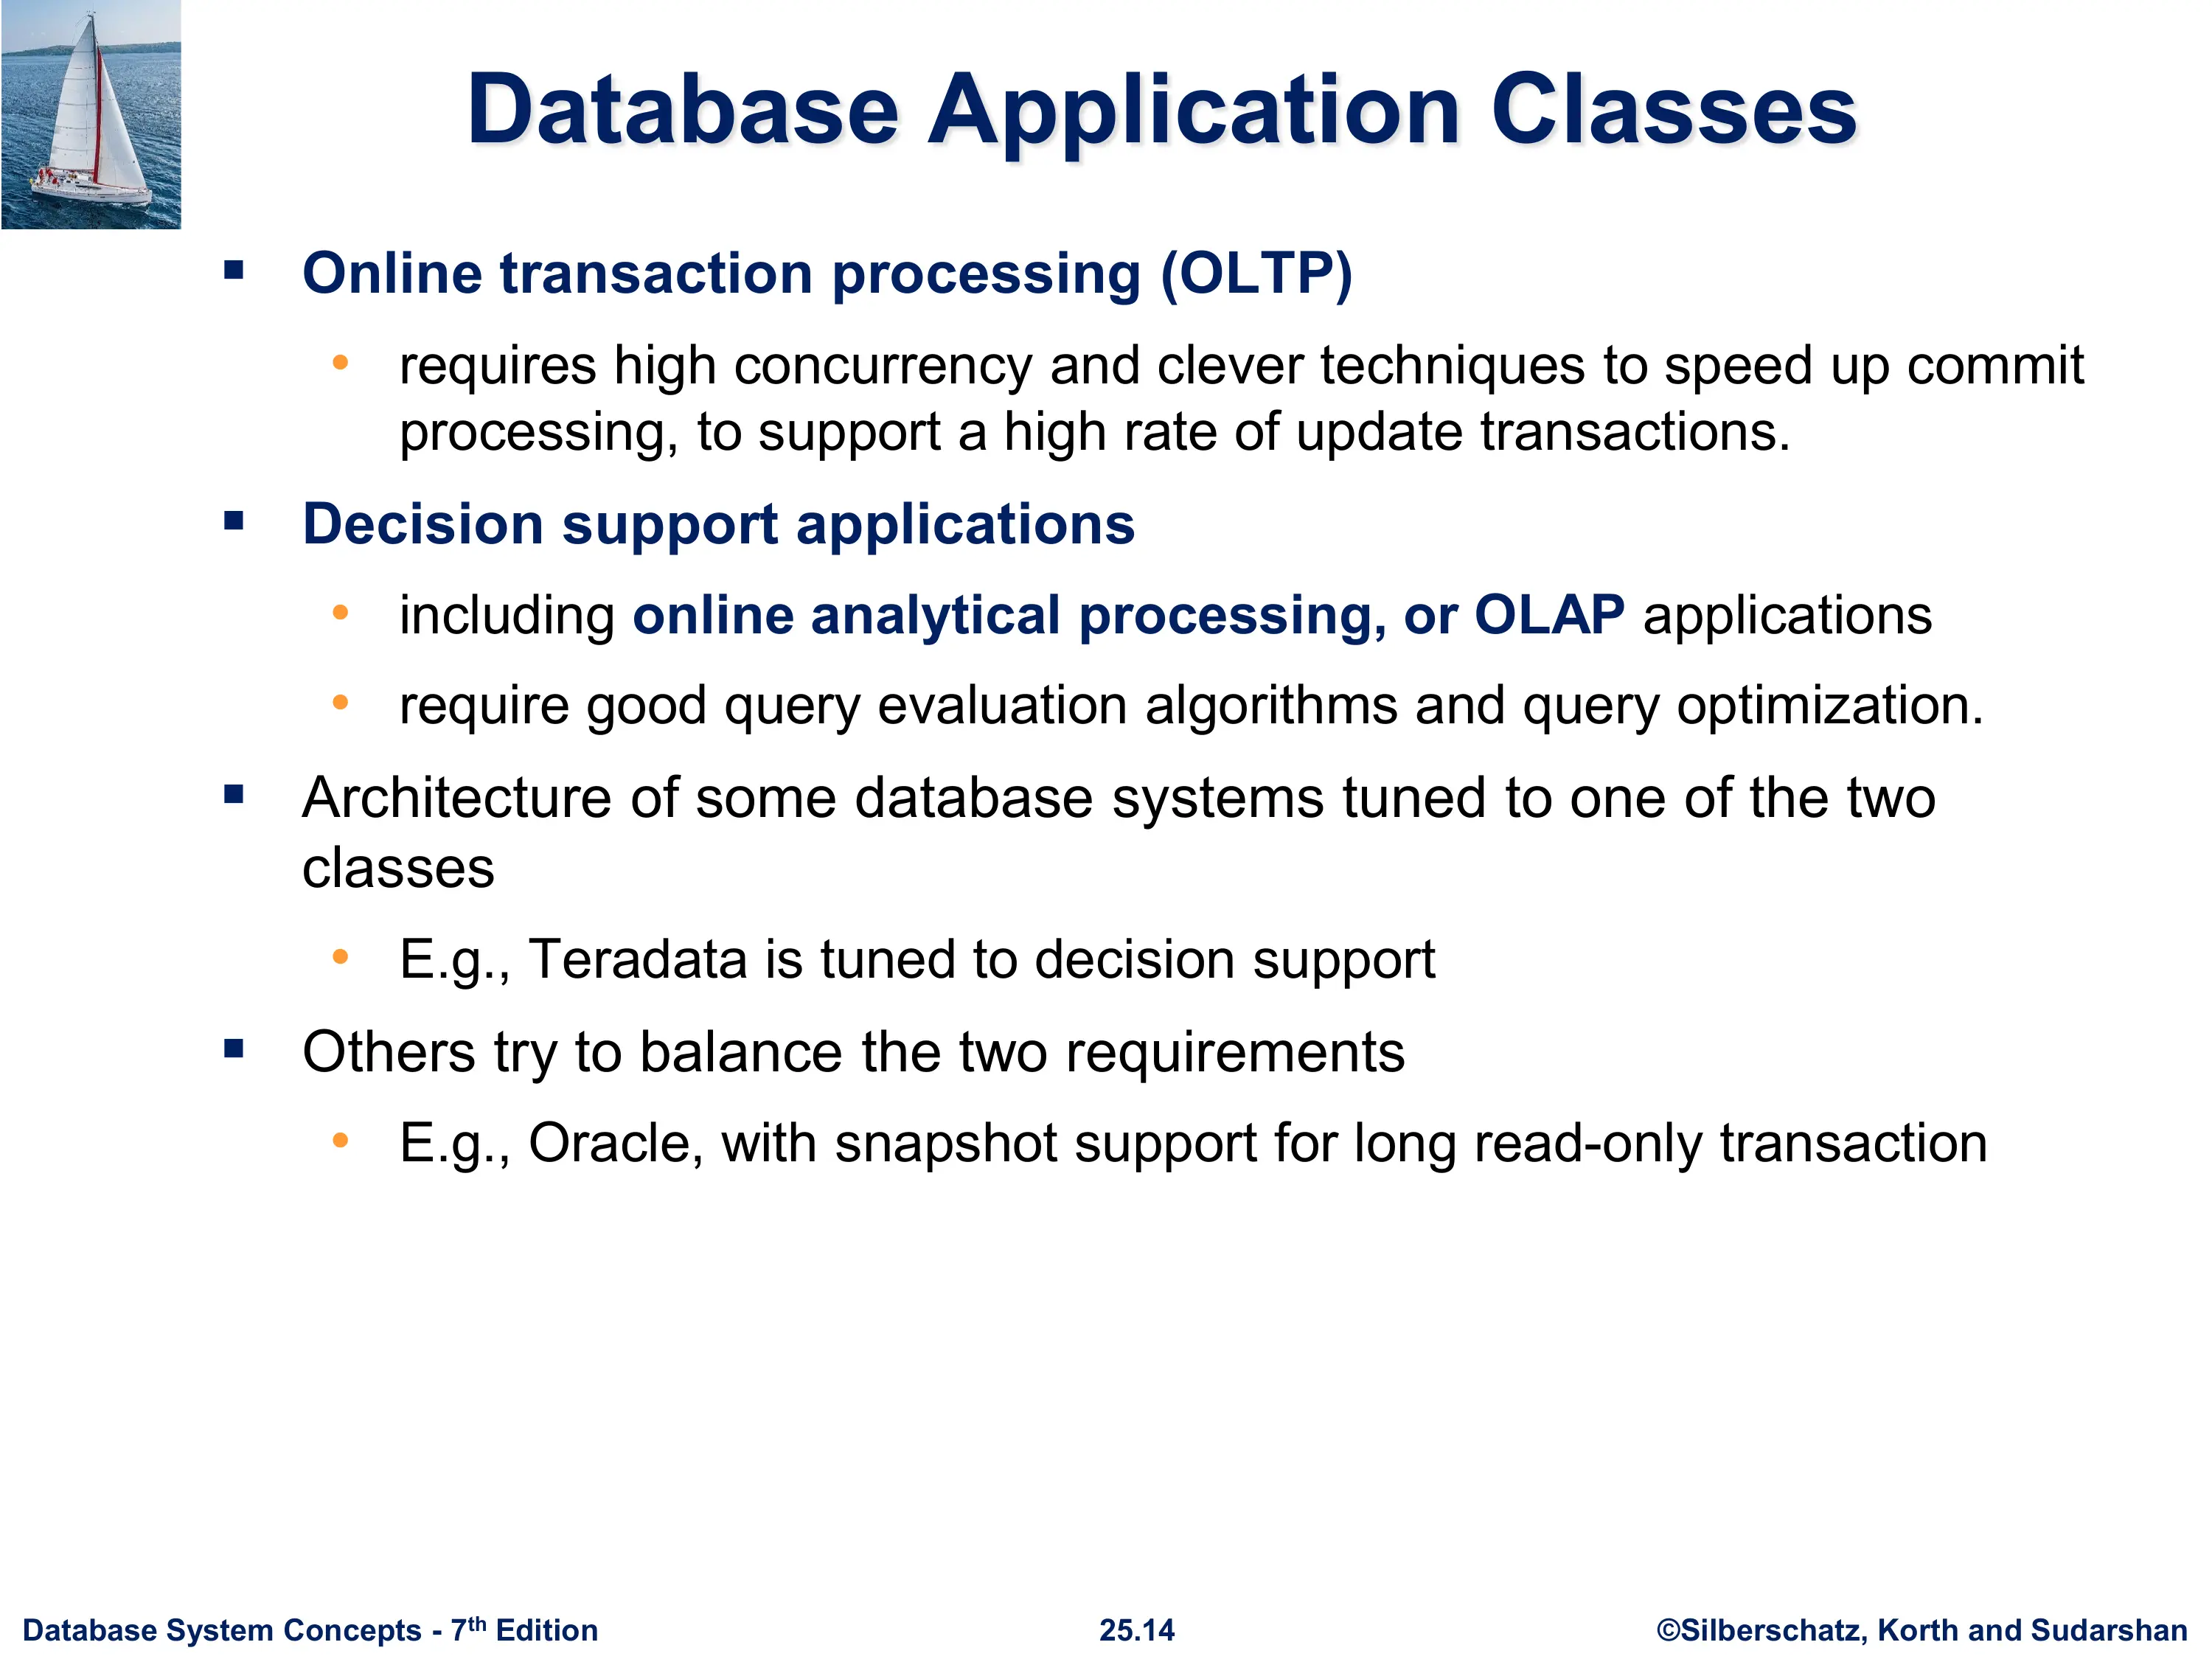 Database Application Classes
▪ Online transaction processing (OLTP)
• requires high concurrency and clever techniques to speed up commit
processing, to support a high rate of update transactions.
▪ Decision support applications
• including online analytical processing, or OLAP applications
• require good query evaluation algorithms and query optimization.
▪ Architecture of some database systems tuned to one of the two
classes
• E.g., Teradata is tuned to decision support
▪ Others try to balance the two requirements
• E.g., Oracle, with snapshot support for long read-only transaction
Database System Concepts - 7th Edition
25.14
©Silberschatz, Korth and Sudarshan